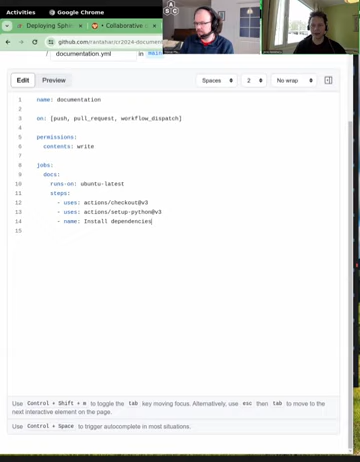 Activities
Google Chrome
Deploying Sph
Collaborative
github.com/rantahar/cr2024-documen
documentation.yml in main
Edit Preview Spaces 2 No wrap
1 name: documentation
2
3 on: [push, pull_request, workflow_dispatch]
4
5 permissions:
6 contents: write
7
8 jobs:
9 docs:
10 runs-on: ubuntu-latest
11 steps:
12 - uses: actions/checkout@v3
13 - uses: actions/setup-python@v3
14 - name: Install dependencies
15
Use Control + Shift + m to toggle the tab key moving focus. Alternatively, use esc then tab to move to the
next interactive element on the page.
Use Control + Space to trigger autocomplete in most situations.